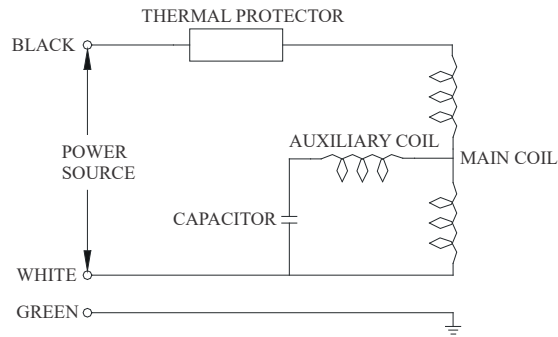 THERMAL PROTECTOR
BLACK
AUXILIARY COIL
POWER
SOURCE
MAIN COIL
CAPACITOR
WHITE
GREEN